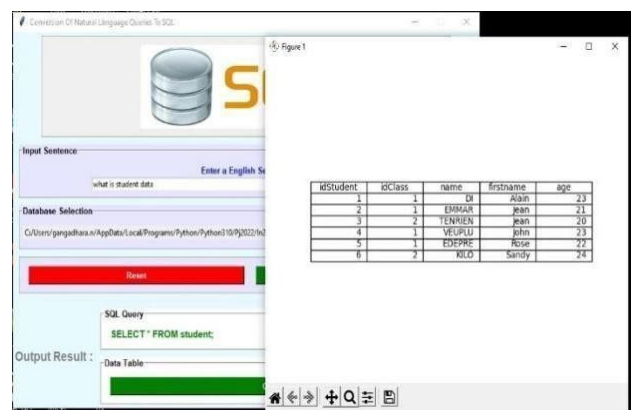 Conversion Of Natural Language Queries To SQL
S
Input Sentence
Enter a English Se
what is student data
Database Selection
C:/Users/gangadhara.n/AppData/Local/Programs/Python/Python310/Pj2022/ln2
Reset
SQL Query
SELECT * FROM student;
Output Result :
Data Table
Figure 1
idStudent idClass name firstname age
1 1 DI Alain 23
2 1 EMMAR Jean 21
3 2 TENRIEN Jean 20
4 1 VEUPLU John 23
5 1 EDEPRE Rose 22
6 2 KILO Sandy 24